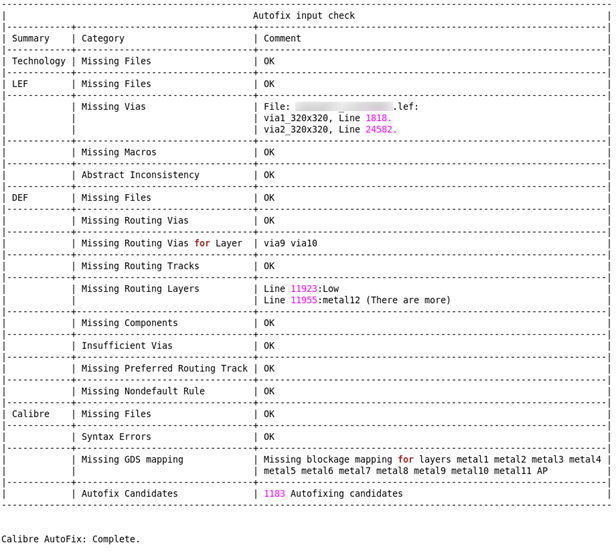 Autofix input check
| Summary | Category | Comment |
| Technology | Missing Files | OK |
| LEF | Missing Files | OK |
| | Missing Vias | File: .lef: |
| | | via1_320x320, Line 1818. |
| | | via2_320x320, Line 24582. |
| | Missing Macros | OK |
| | Abstract Inconsistency | OK |
| DEF | Missing Files | OK |
| | Missing Routing Vias | OK |
| | Missing Routing Vias for Layer | via9 via10 |
| | Missing Routing Tracks | OK |
| | Missing Routing Layers | Line 11923:Low |
| | | Line 11955:metal12 (There are more) |
| | Missing Components | OK |
| | Insufficient Vias | OK |
| | Missing Preferred Routing Track | OK |
| | Missing Nondefault Rule | OK |
| Calibre | Missing Files | OK |
| | Syntax Errors | OK |
| | Missing GDS mapping | Missing blockage mapping for layers metal1 metal2 metal3 metal4 |
| | | metal5 metal6 metal7 metal8 metal9 metal10 metal11 AP |
| | Autofix Candidates | 1183 Autofixing candidates |
Calibre AutoFix: Complete.